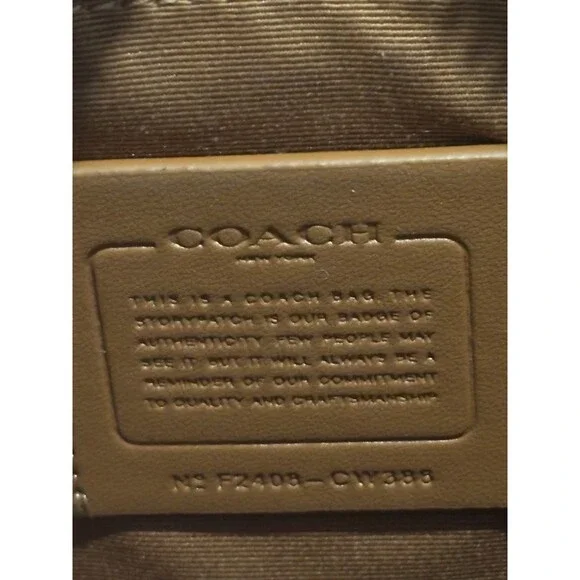 COACH
NEW YORK
THIS IS A COACH BAG. THE
STORYPATCH IS OUR BADGE OF
AUTHENTICITY. FEW PEOPLE MAY
SEE IT BUT IT WILL ALWAYS BE A
REMINDER OF OUR COMMITMENT
TO QUALITY AND CRAFTSMANSHIP.
Nº F2408-CW388